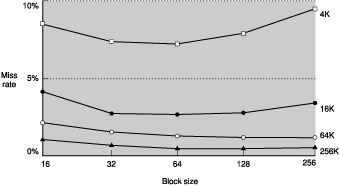 10%
4K
5%
Miss
rate
16K
64K
0%
256K
16
32
64
128
256
Block size